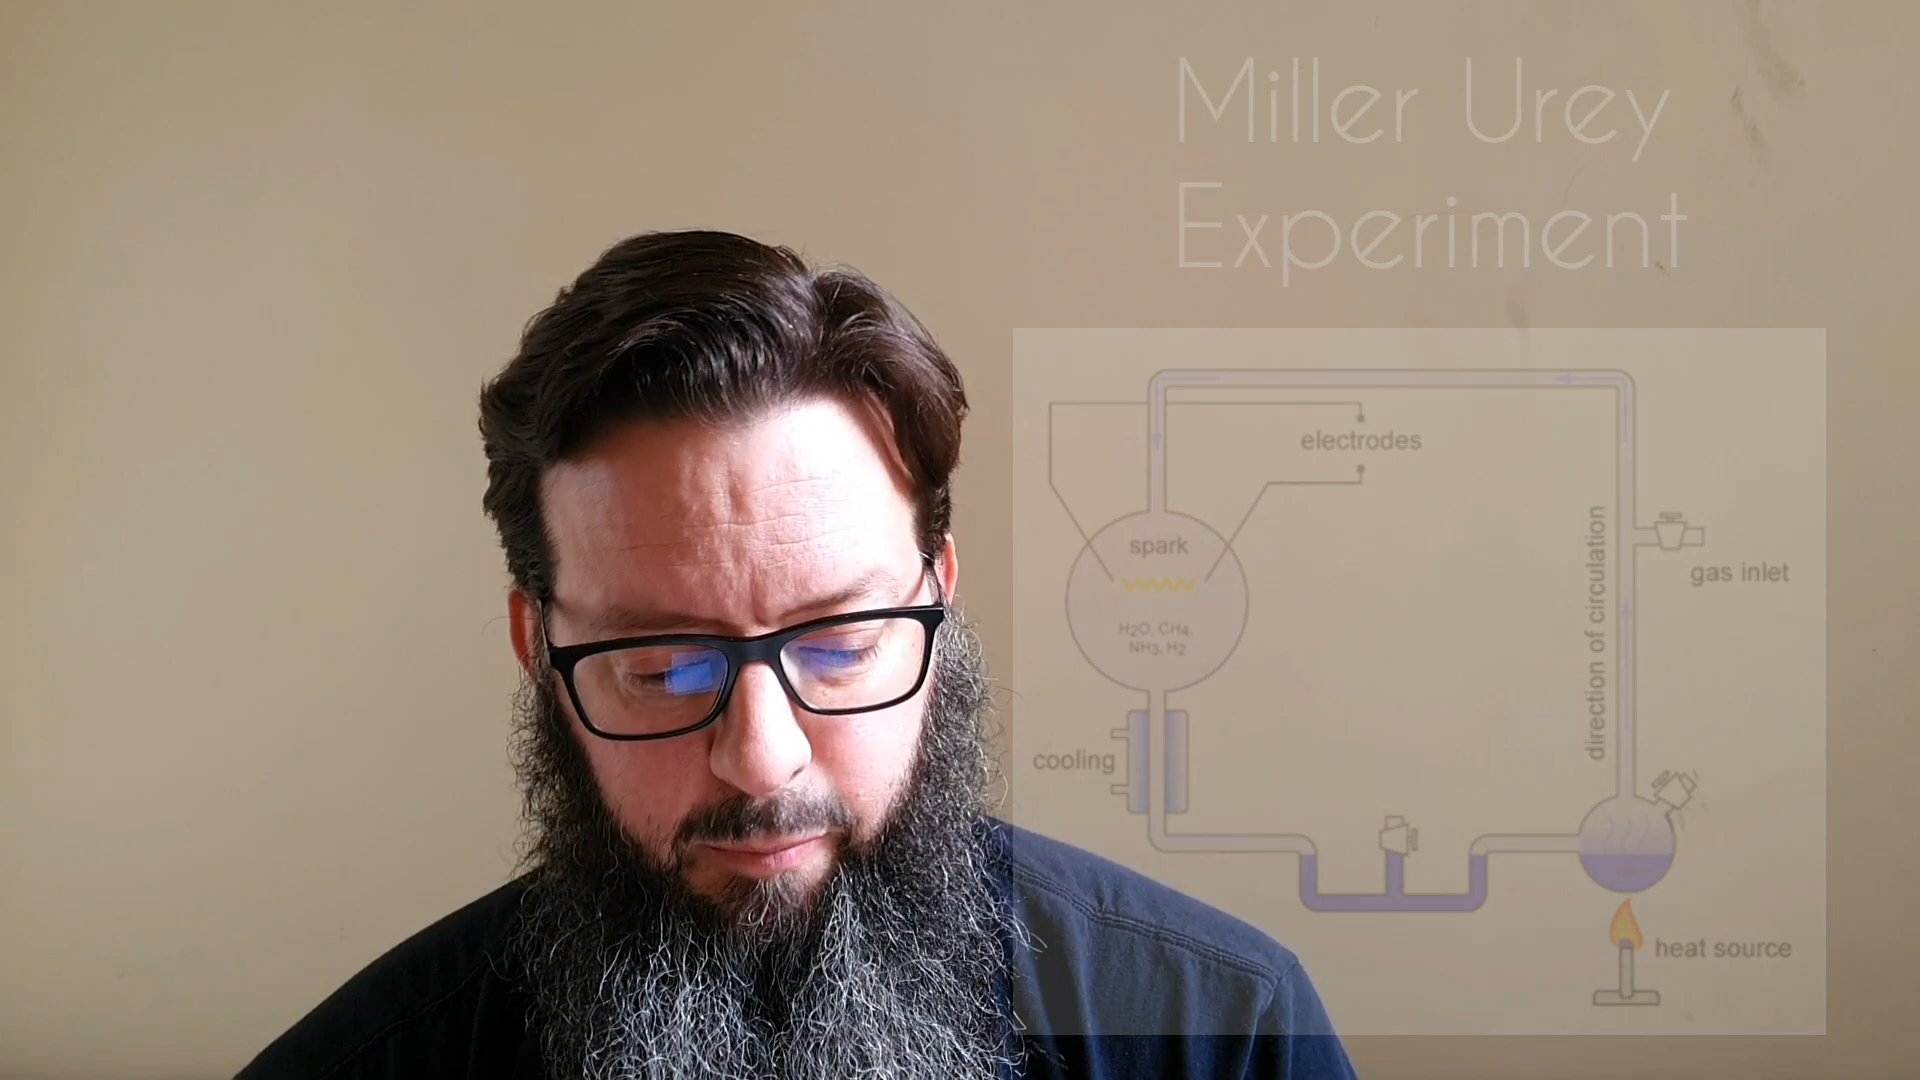 Miller Urey
Experiment
electrodes
spark
H2O, CH4,
NH3, H2
direction of circulation
gas inlet
cooling
heat source